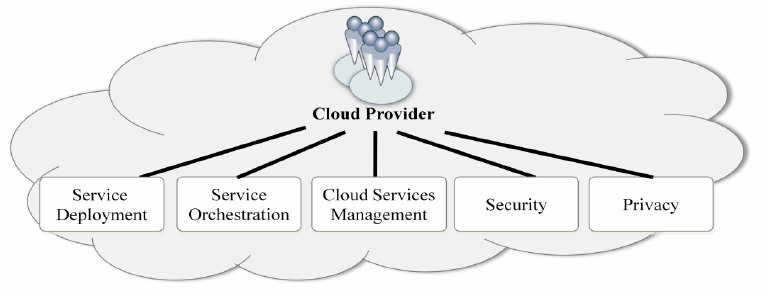 Cloud Provider
Service
Deployment
Service
Orchestration
Cloud Services
Management
Security
Privacy